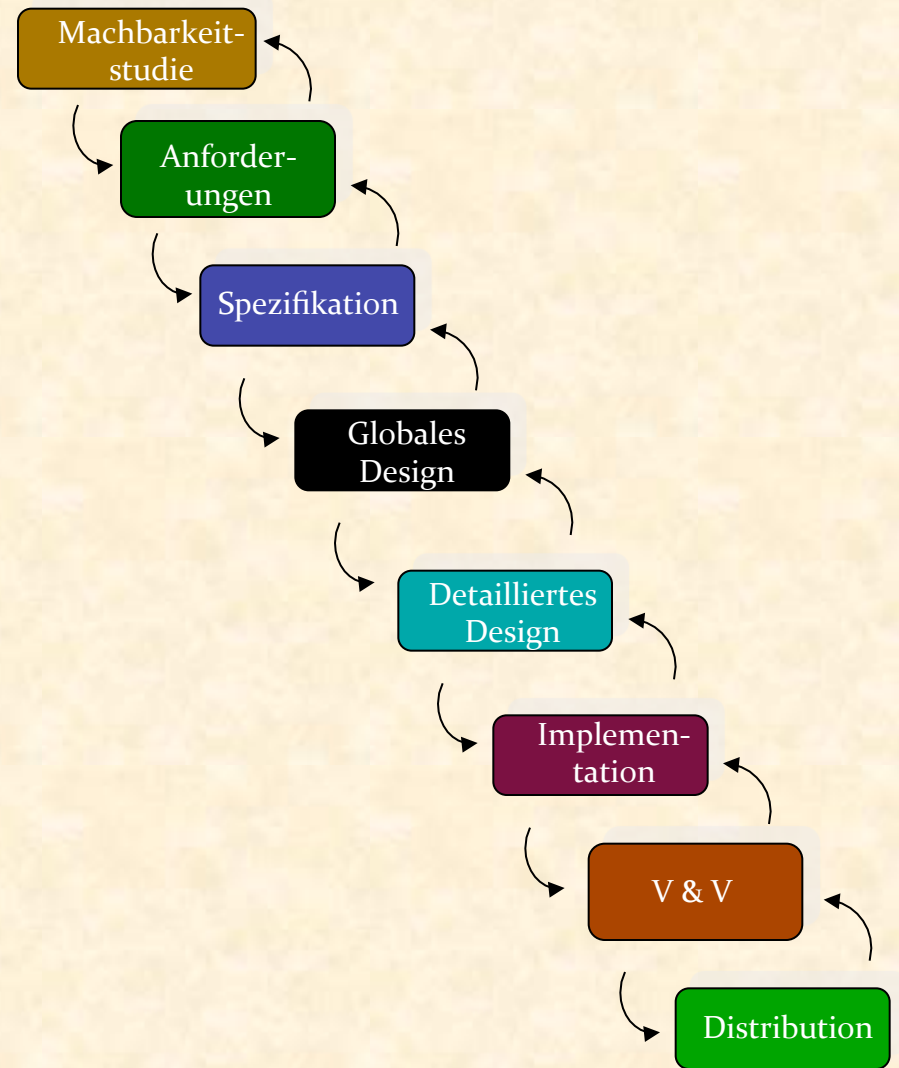 Machbarkeit-
studie
Anforder-
ungen
Spezifikation
Globales
Design
Detailliertes
Design
Implemen-
tation
V & V
Distribution